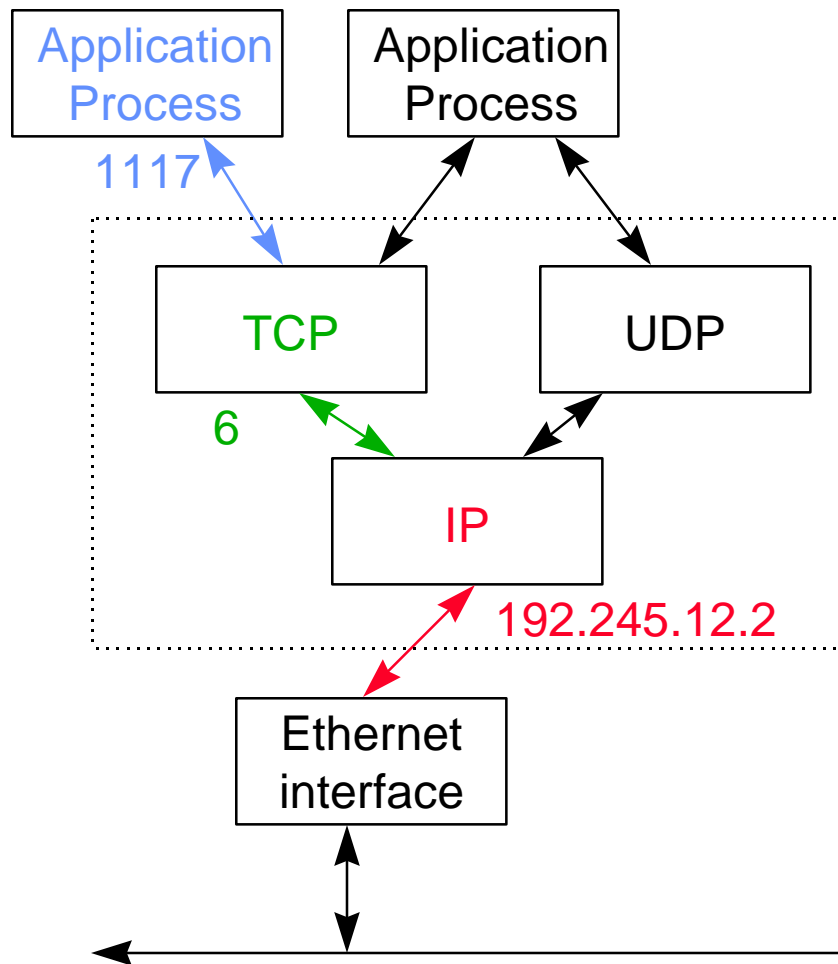 Application
Process
Application
Process
1117
TCP
UDP
6
IP
192.245.12.2
Ethernet
interface